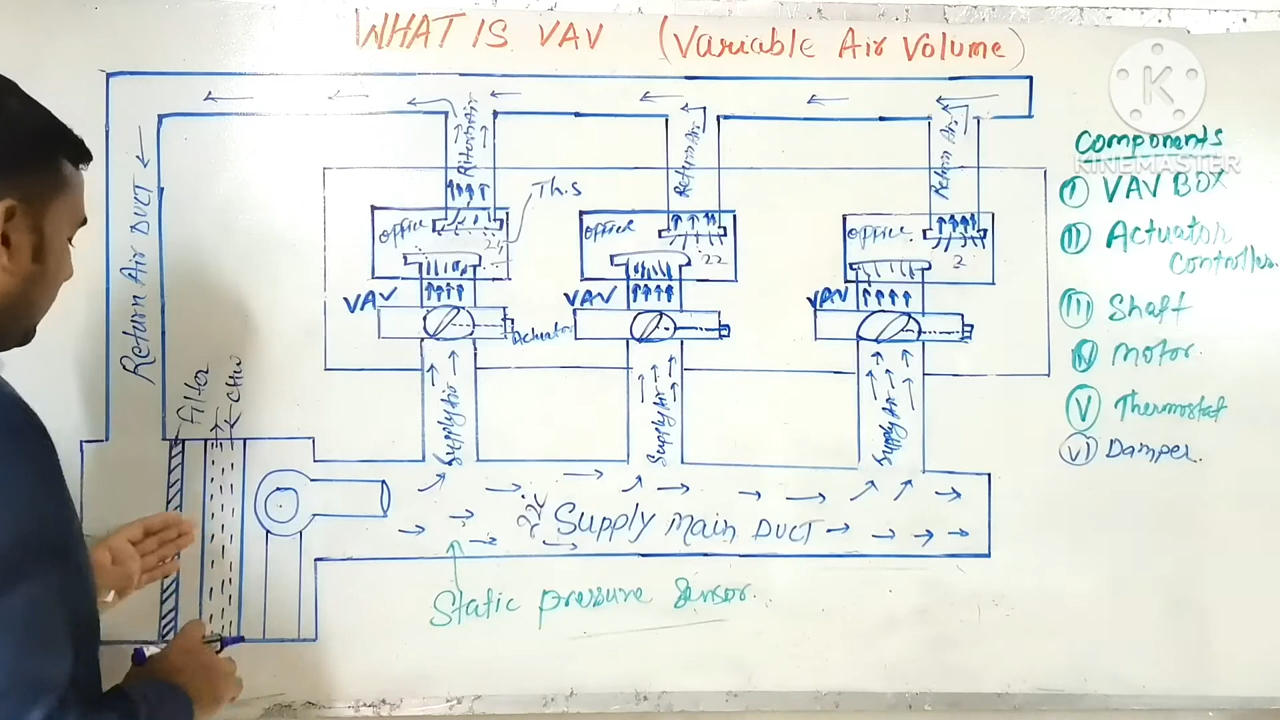 WHAT IS VAV (Variable Air Volume)
K
KINEMASTER
Components
I VAV BOX
II Actuator
Controller.
III Shaft
IV Motor.
V Thermostat
VI Damper.
Return Air
Return Air
Th.S
office
24
office
22
office.
2
VAV
VAV
VAV
Actuator
Return Air DUCT
Filter
CHW
Supply Air
Supply Air
Supply Air
22c
Supply main DUCT
Static pressure Sensor.